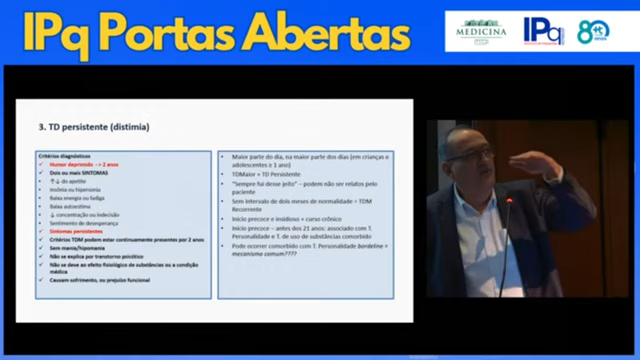 IPq Portas Abertas
MEDICINA
USP
IPq
80
3. TD persistente (distimia)
Critérios diagnósticos
✓ Humor deprimido - > 2 anos
✓ Dois ou mais SINTOMAS
• ↑↓ do apetite
• Insônia ou hipersonia
• Baixa energia ou fadiga
• Baixa autoestima
• ↓ concentração ou indecisão
• Sentimento de desesperança
✓ Sintomas persistentes
✓ Critérios TDM podem estar continuamente presentes por 2 anos
✓ Sem mania/hipomania
✓ Não se explica por transtorno psicótico
✓ Não se deve ao efeito fisiológico de substâncias ou a condição
médica
✓ Causam sofrimento, ou prejuízo funcional
• Maior parte do dia, na maior parte dos dias (em crianças e
adolescentes ≥ 1 ano)
• TDMaior + TD Persistente
• "Sempre fui desse jeito" – podem não ser relatos pelo
paciente
• Sem intervalo de dois meses de normalidade = TDM
Recorrente
• Início precoce e insidioso + curso crônico
• Início precoce – antes dos 21 anos: associado com T.
Personalidade e T. de uso de substâncias comorbido
• Pode ocorrer comorbido com T. Personalidade bordeline =
mecanismo comum????